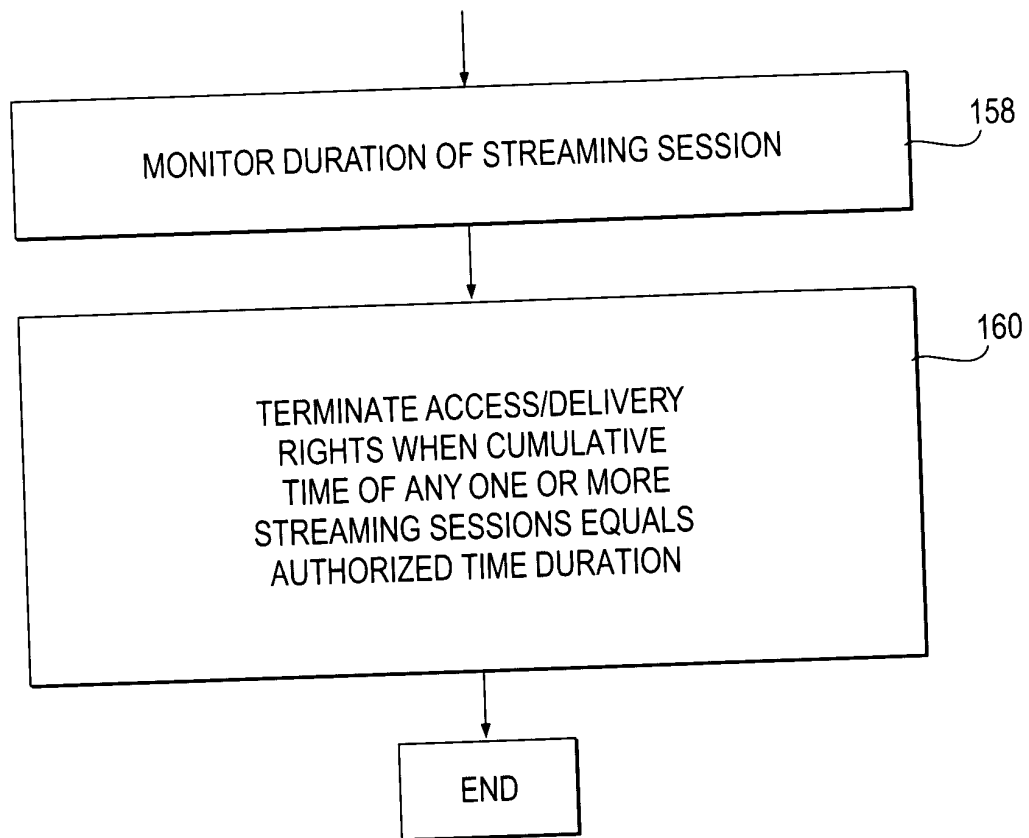 MONITOR DURATION OF STREAMING SESSION
158
160
TERMINATE ACCESS/DELIVERY
RIGHTS WHEN CUMULATIVE
TIME OF ANY ONE OR MORE
STREAMING SESSIONS EQUALS
AUTHORIZED TIME DURATION
END